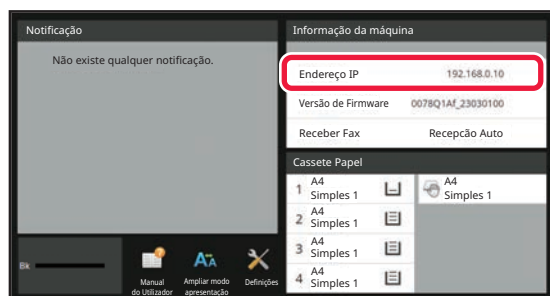 Notificação
Não existe qualquer notificação.
Informação da máquina
Endereço IP 192.168.0.10
Versão de Firmware 0078Q1Af_23030100
Receber Fax Recepcão Auto
Cassete Papel
1 A4
Simples 1
A4
Simples 1
2 A4
Simples 1
3 A4
Simples 1
4 A4
Simples 1
Bk
Manual
do Utilizador
Ampliar modo
apresentação
Definições